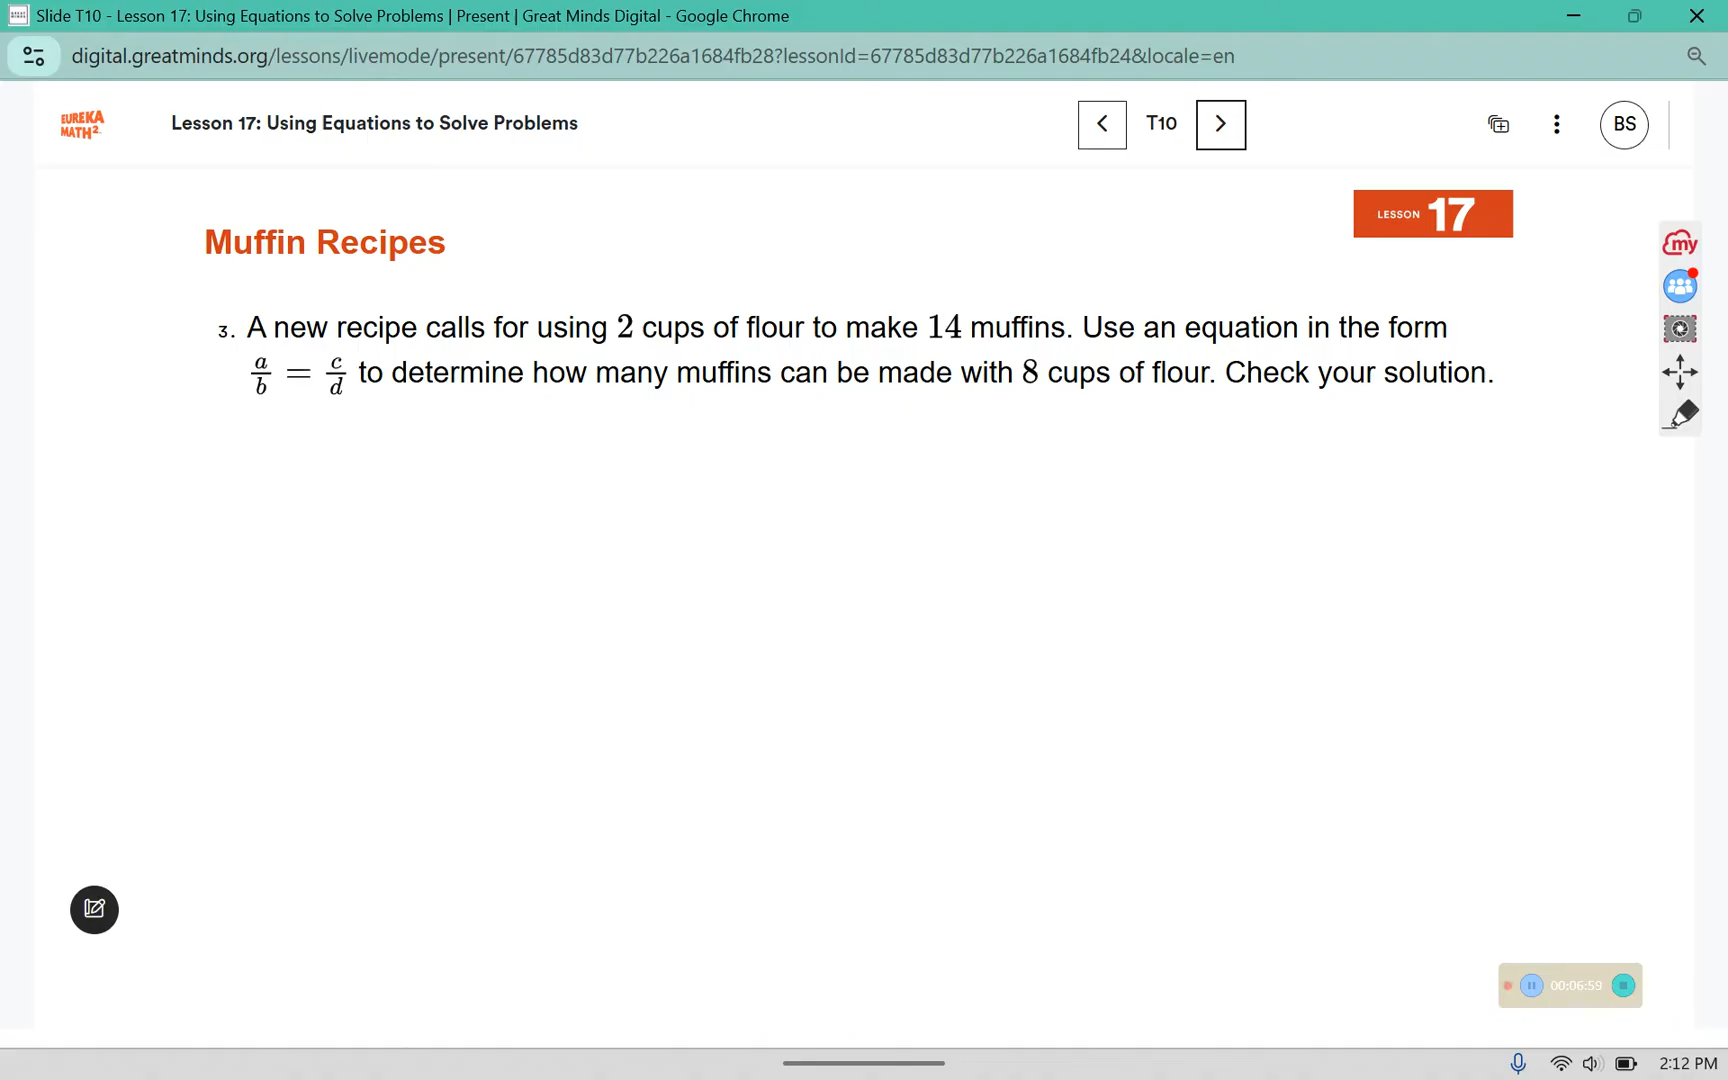 Slide T10 - Lesson 17: Using Equations to Solve Problems | Present | Great Minds Digital - Google Chrome
digital.greatminds.org/lessons/livemode/present/67785d83d77b226a1684fb28?lessonId=67785d83d77b226a1684fb24&locale=en
EUREKA
MATH²
Lesson 17: Using Equations to Solve Problems
T10
BS
LESSON 17
Muffin Recipes
my
3. A new recipe calls for using 2 cups of flour to make 14 muffins. Use an equation in the form
a/b = c/d to determine how many muffins can be made with 8 cups of flour. Check your solution.
00:06:59
2:12 PM